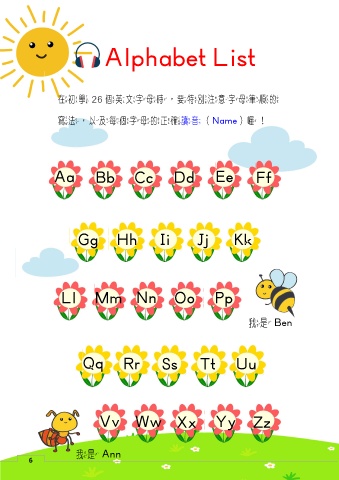 Alphabet List
在初學 26 個英文字母時，要特別注意字母筆順的
寫法，以及每個字母的正確讀音（Name）喔！
Aa Bb Cc Dd Ee Ff
Gg Hh Ii Jj Kk
Ll Mm Nn Oo Pp
我是 Ben
Qq Rr Ss Tt Uu
Vv Ww Xx Yy Zz
我是 Ann
6